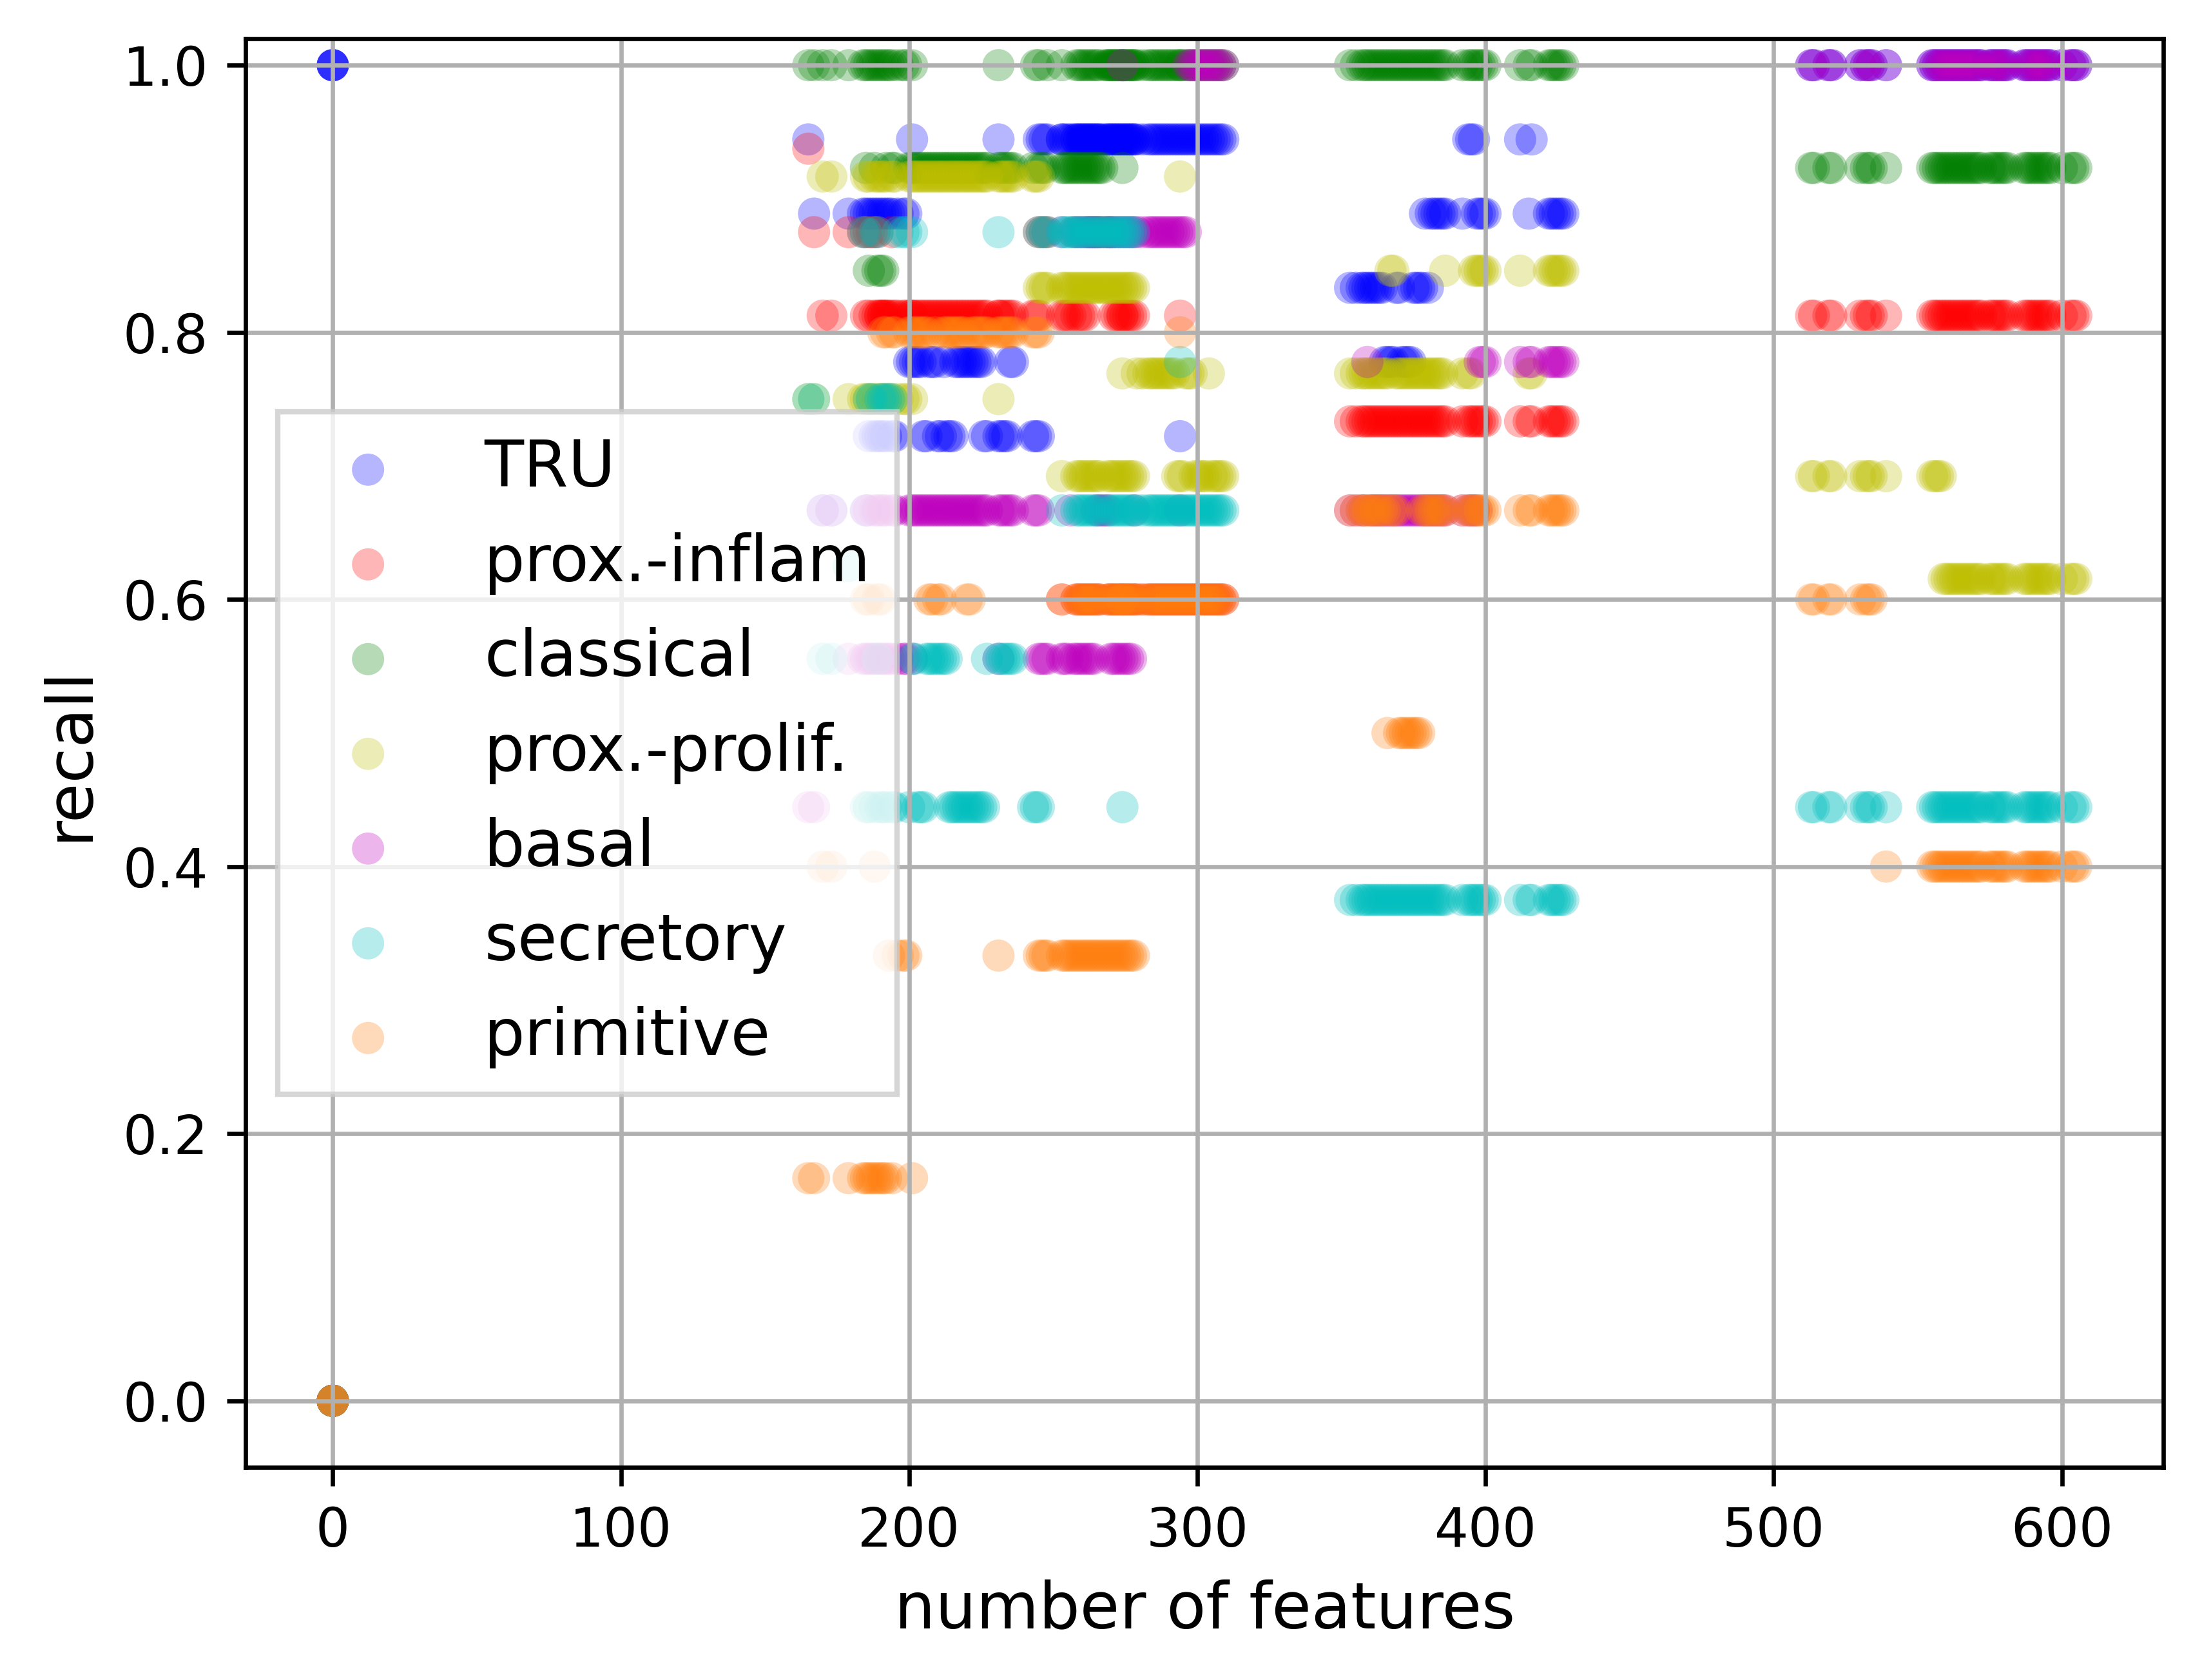 1.0
0.8
0.6
0.4
0.2
0.0
recall
TRU
prox.-inflam
classical
prox.-prolif.
basal
secretory
primitive
0 100 200 300 400 500 600
number of features